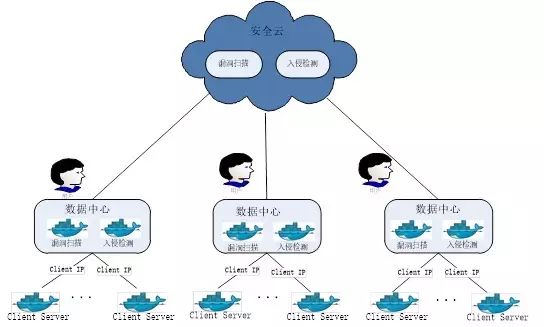 安全云
漏洞扫描 入侵检测
数据中心 数据中心 数据中心
漏洞扫描 入侵检测 漏洞扫描 入侵检测 漏洞扫描 入侵检测
Client IP Client IP Client IP Client IP Client IP Client IP
... ... ...
Client Server Client Server Client Server Client Server Client Server Client Server